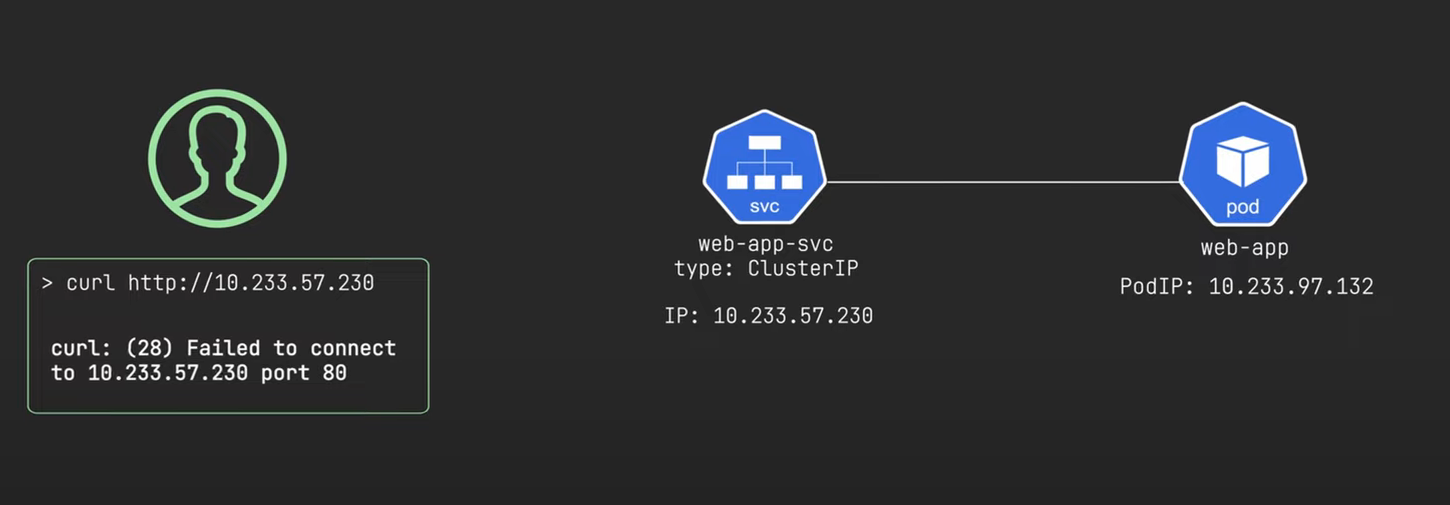 > curl http://10.233.57.230
curl: (28) Failed to connect
to 10.233.57.230 port 80
svc
web-app-svc
type: ClusterIP
IP: 10.233.57.230
pod
web-app
PodIP: 10.233.97.132